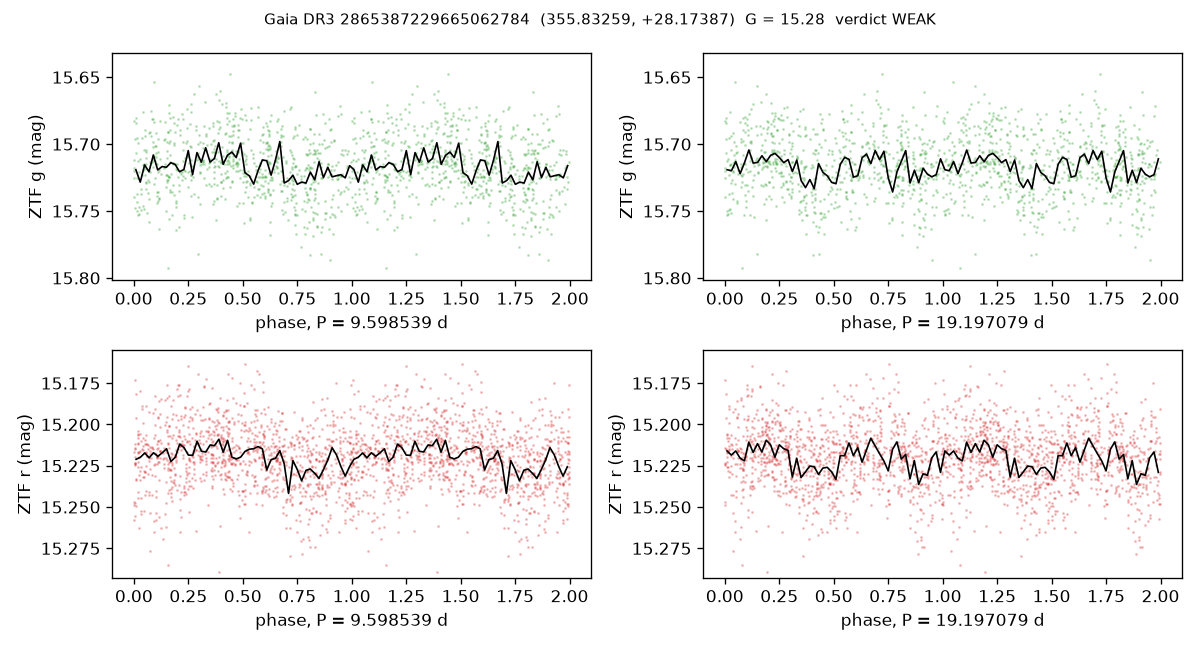 Gaia DR3 2865387229665062784 (355.83259, +28.17387) G = 15.28 verdict WEAK
ZTF g (mag)
15.65
15.70
15.75
15.80
0.00 0.25 0.50 0.75 1.00 1.25 1.50 1.75 2.00
phase, P = 9.598539 d
ZTF g (mag)
15.65
15.70
15.75
15.80
0.00 0.25 0.50 0.75 1.00 1.25 1.50 1.75 2.00
phase, P = 19.197079 d
ZTF r (mag)
15.175
15.200
15.225
15.250
15.275
0.00 0.25 0.50 0.75 1.00 1.25 1.50 1.75 2.00
phase, P = 9.598539 d
ZTF r (mag)
15.175
15.200
15.225
15.250
15.275
0.00 0.25 0.50 0.75 1.00 1.25 1.50 1.75 2.00
phase, P = 19.197079 d